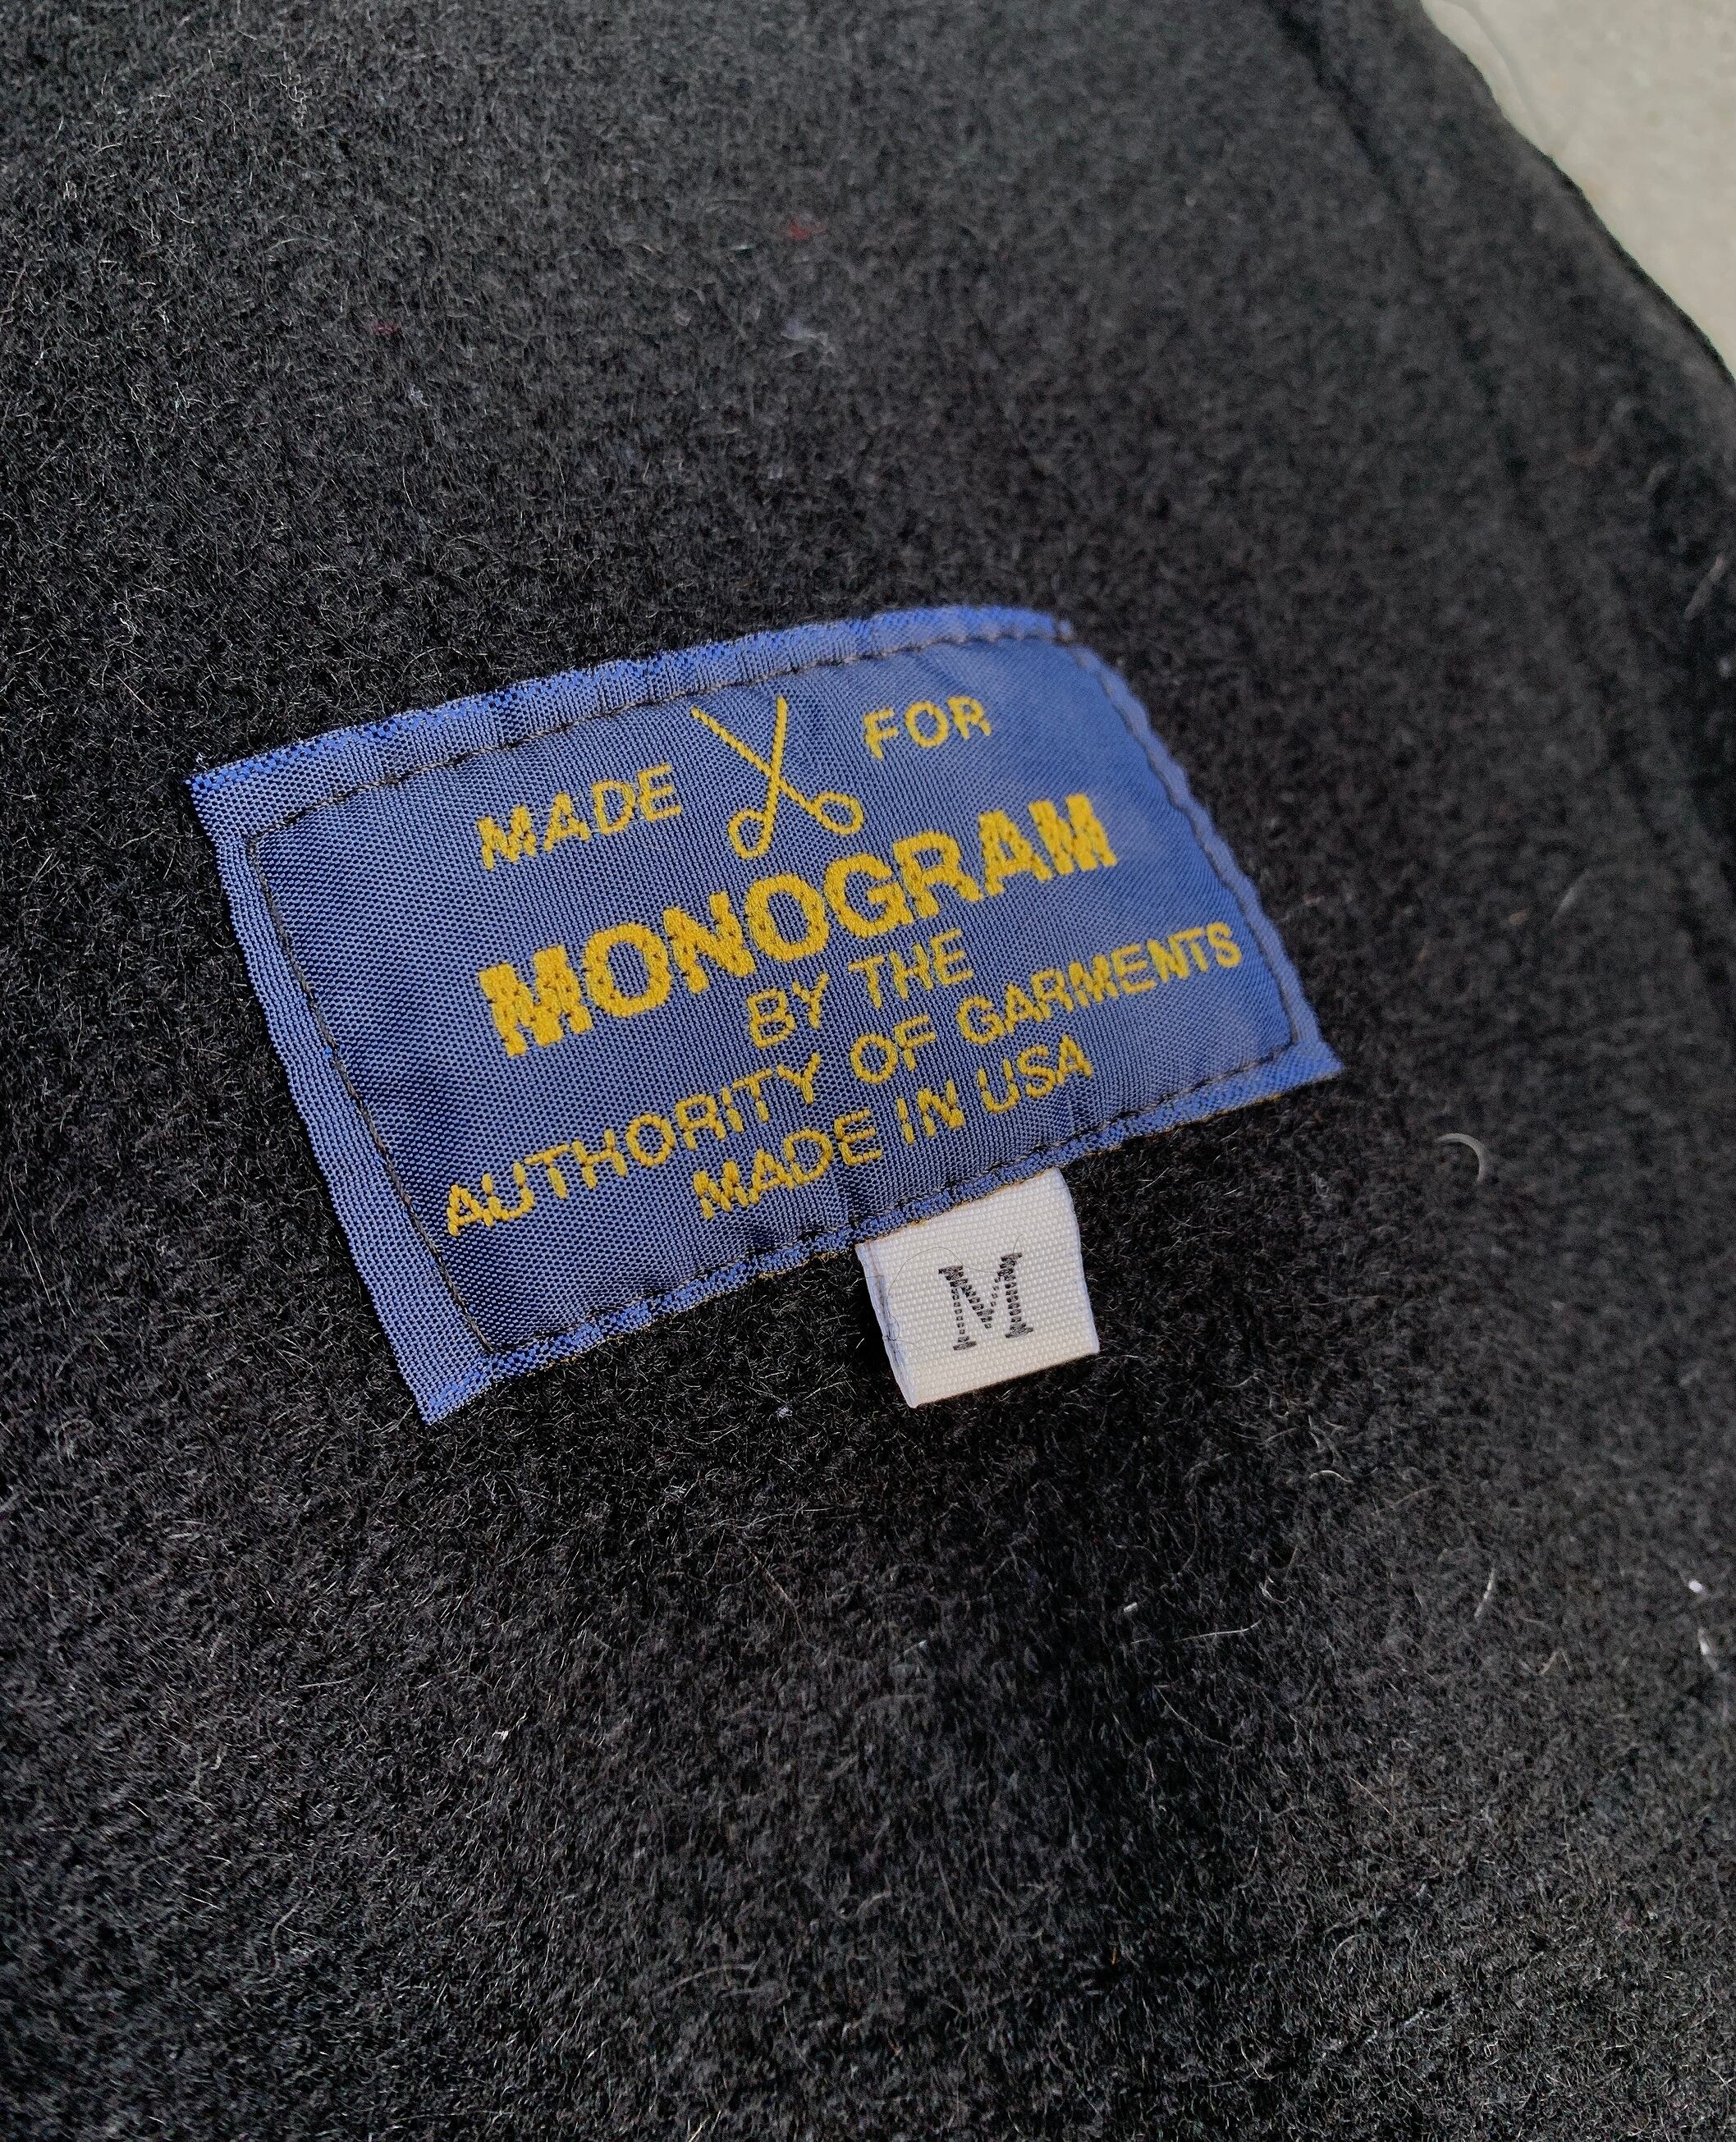 MADE FOR
MONOGRAM
BY THE
AUTHORITY OF GARMENTS
MADE IN USA
M